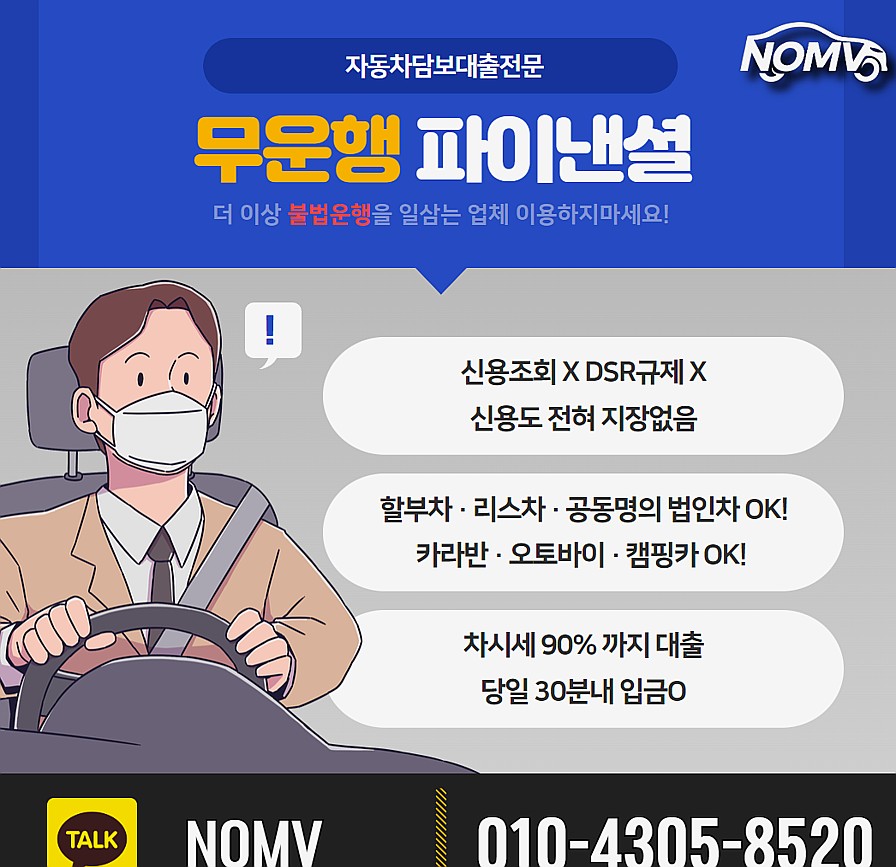 자동차담보대출전문
NOMV
무운행 파이낸셜
더 이상 불법운행을 일삼는 업체 이용하지마세요!
!
신용조회 X DSR규제 X
신용도 전혀 지장없음
할부차 · 리스차 · 공동명의 법인차 OK!
카라반 · 오토바이 · 캠핑카 OK!
차시세 90% 까지 대출
당일 30분내 입금O
TALK
NOMV
010-4305-8520